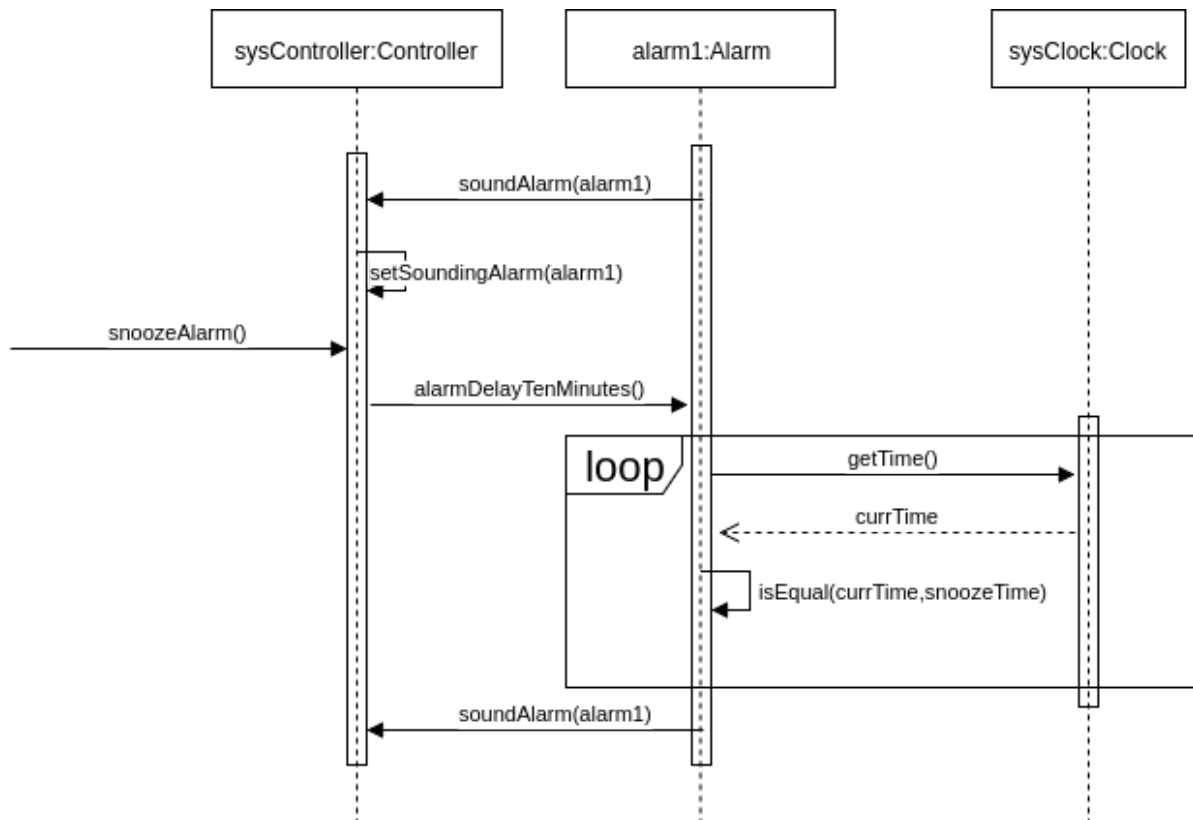 sysController:Controller
alarm1:Alarm
sysClock:Clock
soundAlarm(alarm1)
setSoundingAlarm(alarm1)
snoozeAlarm()
alarmDelayTenMinutes()
loop
getTime()
currTime
isEqual(currTime,snoozeTime)
soundAlarm(alarm1)